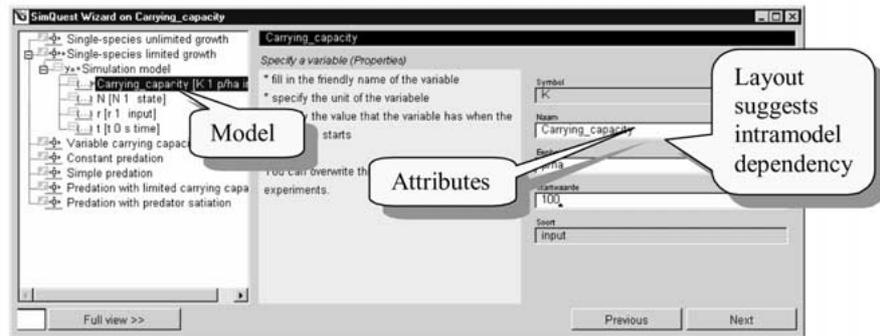 SimQuest Wizard on Carrying_capacity
Single-species unlimited growth
Single-species limited growth
Simulation model
Carrying_capacity [K 1 p/ha in
N [N 1 state]
r [r 1 input]
t [t 0 s time]
Variable carrying capaci
Constant predation
Simple predation
Predation with limited carrying capa
Predation with predator satiation
Carrying_capacity
Specify a variable (Properties)
* fill in the friendly name of the variable
* specify the unit of the variabele
the value that the variable has when the
starts
You can overwrite th
experiments.
Symbol
K
Naam
Carrying_capacity
p/ha
Startwaarde
100
Soort
input
Model
Attributes
Layout
suggests
intramodel
dependency
Full view >>
Previous
Next